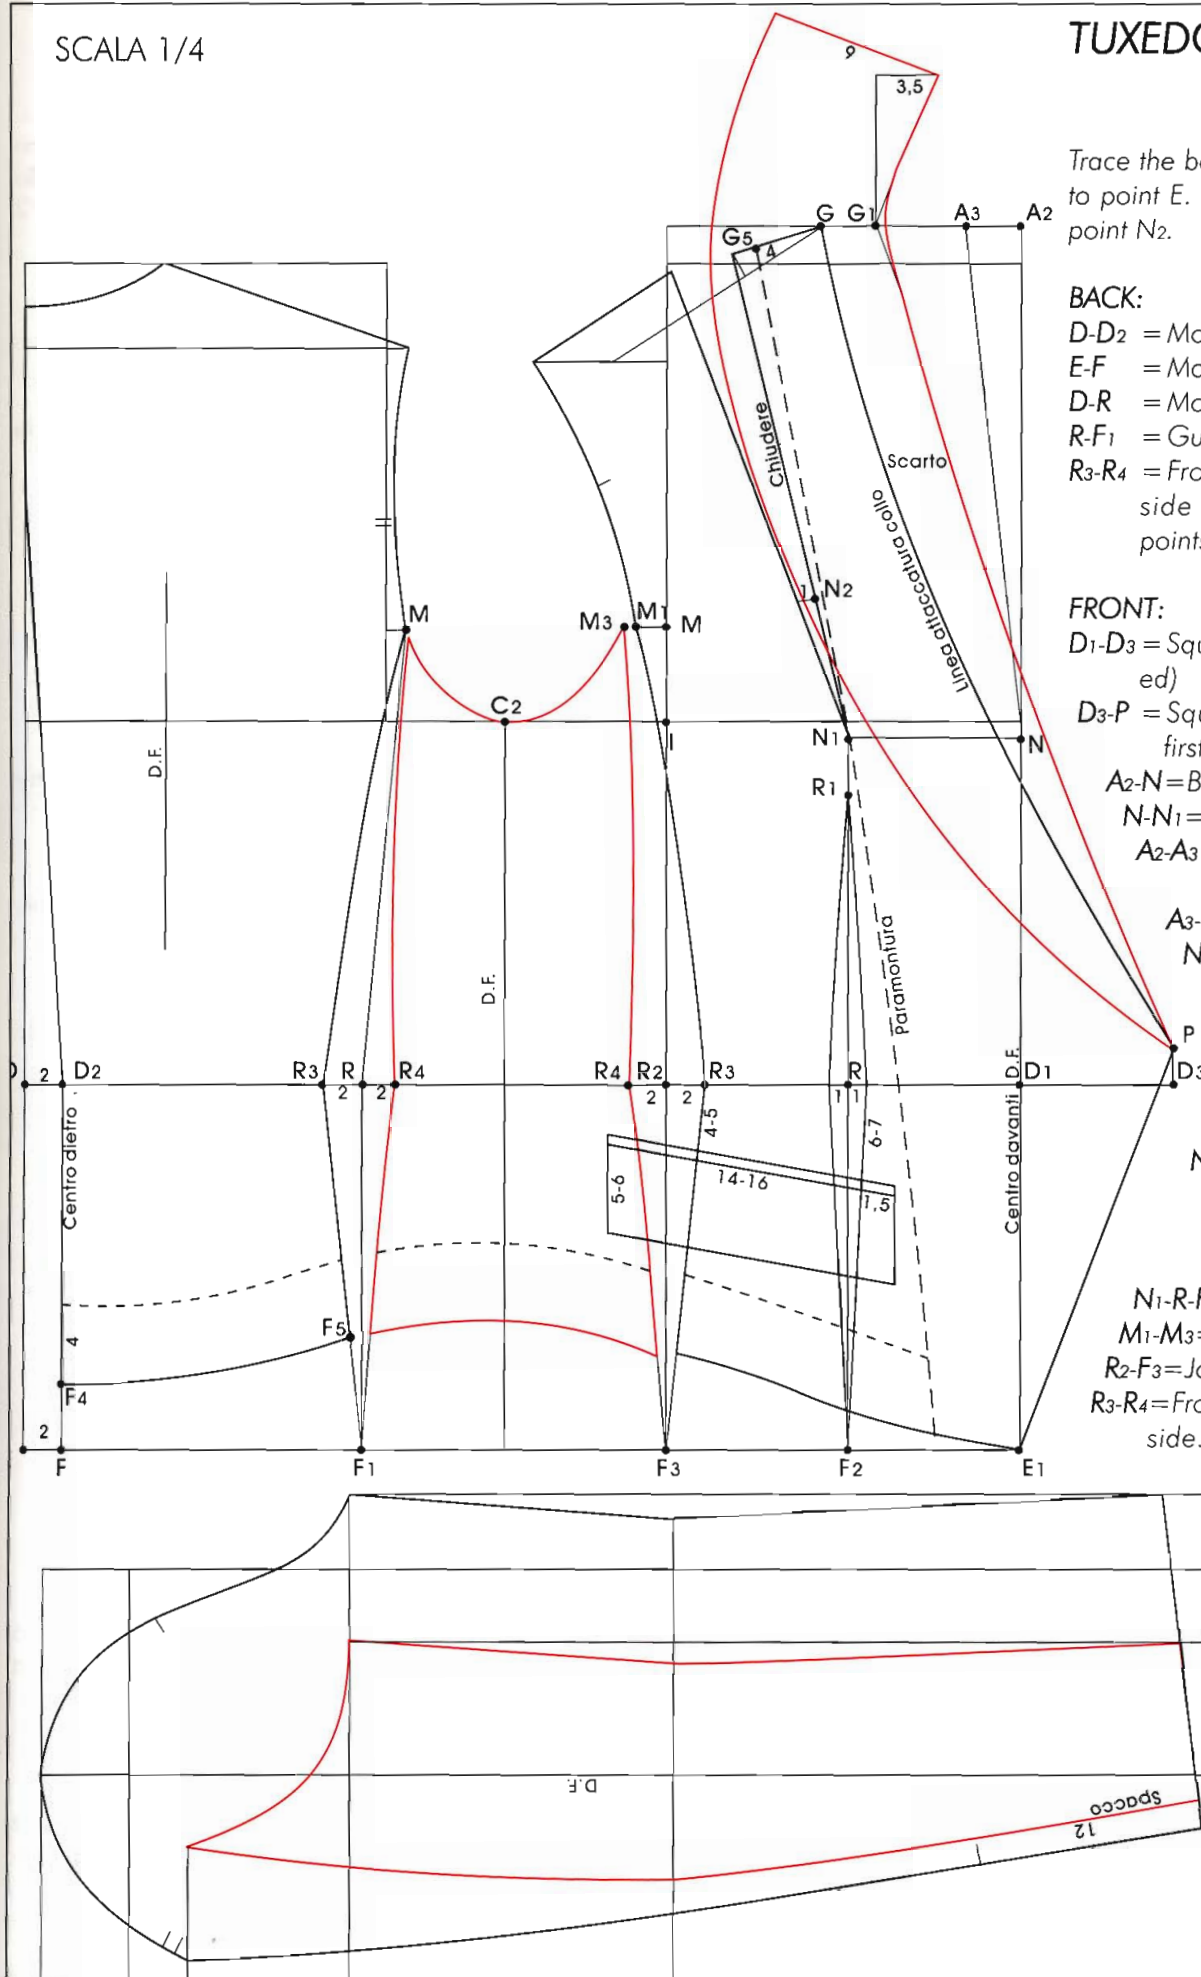 SCALA 1/4
TUXEDO
9
3,5
Trace the b
to point E.
point N2.
G G1 A3 A2
G5
4
BACK:
D-D2 = Mo
E-F = Mo
D-R = Mo
R-F1 = Gu
R3-R4 = Fro
side
points
Chiudere
Scarto
Linea attaccatura collo
1 N2
FRONT:
D1-D3 = Squ
ed)
D3-P = Squ
first
A2-N=B
N-N1=
A2-A3
A3-
N
M M3 M1 M
C2
I
N1 N
R1
D.F.
D.F.
Paramontura
P
D 2 D2 R3 R R4 R4 R2 R3 R D1 D3
2 2 2 2 1 1
D.F.
Centro dietro
Centro davanti
4-5
6-7
5-6
14-16
1,5
N
N1-R-F
M1-M3=
R2-F3=Jo
R3-R4=Fro
side.
F5
4
F4
2
F F1 F3 F2 E1
D.F.
Spacco
12